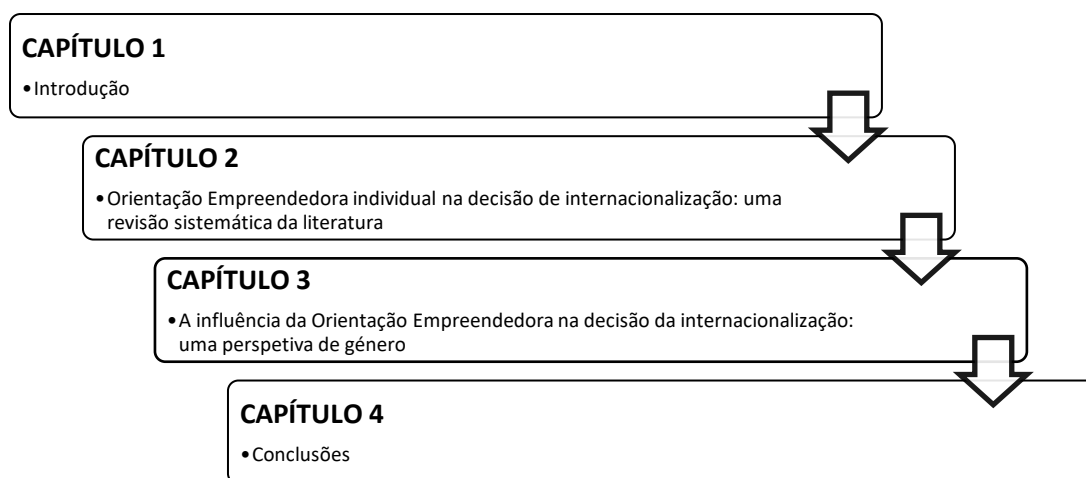 CAPÍTULO 1
•Introdução
CAPÍTULO 2
•Orientação Empreendedora individual na decisão de internacionalização: uma
revisão sistemática da literatura
CAPÍTULO 3
•A influência da Orientação Empreendedora na decisão da internacionalização:
uma perspetiva de género
CAPÍTULO 4
•Conclusões